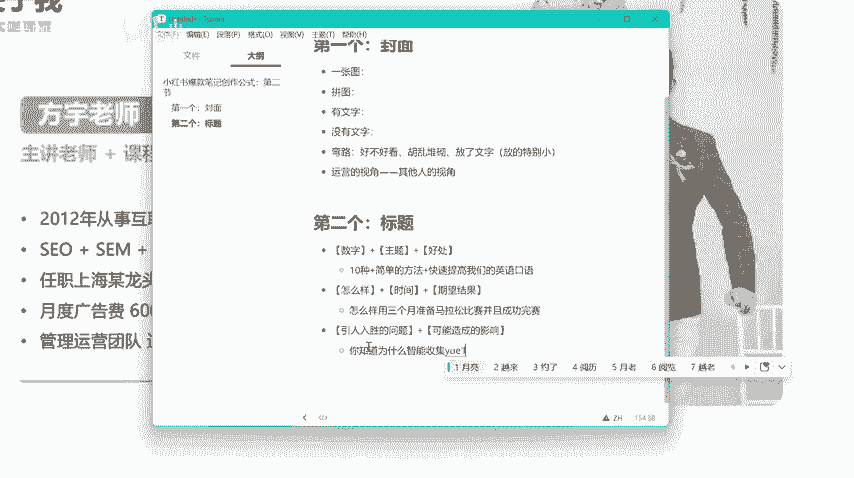 方宇老师
主讲老师 + 课程
2012年从事互联
SEO + SEM +
任职上海某龙头
月度广告费 600
管理运营团队
文件(F) 编辑(E) 段落(P) 格式(O) 视图(V) 主题(T) 帮助(H)
文件 大纲
小红书爆款笔记创作公式：第二节
第一个：封面
第二个：标题
第一个：封面
一张图：
拼图：
有文字：
没有文字：
弯路：好不好看、胡乱堆砌、放了文字（放的特别小）
运营的视角——其他人的视角
第二个：标题
【数字】+【主题】+【好处】
10种+简单的方法+快速提高我们的英语口语
【怎么样】+【时间】+【期望结果】
怎么样用三个月准备马拉松比赛并且成功完赛
【引人入胜的问题】+【可能造成的影响】
你知道为什么智能收集yue'l
1 月亮 2 越来 3 约了 4 阅历 5 月老 6 阅览 7 越老
ZH